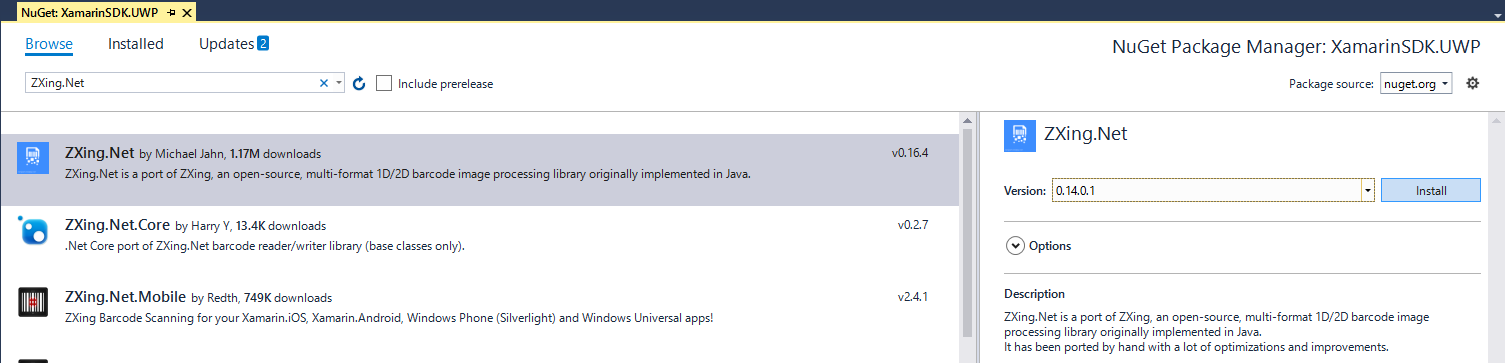 NuGet: XamarinSDK.UWP
Browse Installed Updates 2
NuGet Package Manager: XamarinSDK.UWP
ZXing.Net
Include prerelease
Package source: nuget.org
ZXing.Net by Michael Jahn, 1.17M downloads v0.16.4
ZXing.Net is a port of ZXing, an open-source, multi-format 1D/2D barcode image processing library originally implemented in Java.
ZXing.Net.Core by Harry Y, 13.4K downloads v0.2.7
.Net Core port of ZXing.Net barcode reader/writer library (base classes only).
ZXing.Net.Mobile by Redth, 749K downloads v2.4.1
ZXing Barcode Scanning for your Xamarin.iOS, Xamarin.Android, Windows Phone (Silverlight) and Windows Universal apps!
ZXing.Net
Version: 0.14.0.1 Install
Options
Description
ZXing.Net is a port of ZXing, an open-source, multi-format 1D/2D barcode image
processing library originally implemented in Java.
It has been ported by hand with a lot of optimizations and improvements.